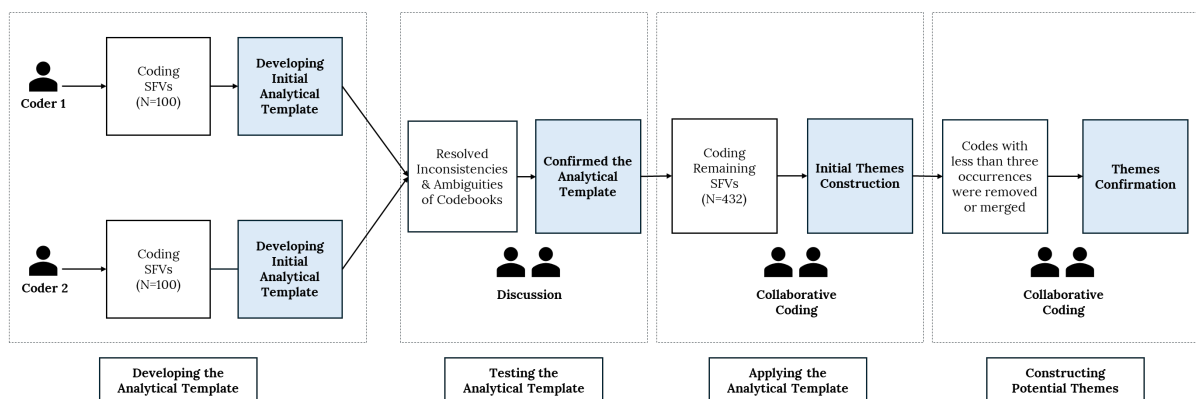 Coder 1
Coding
SFVs
(N=100)
Developing
Initial
Analytical
Template
Coder 2
Coding
SFVs
(N=100)
Developing
Initial
Analytical
Template
Developing the
Analytical Template
Resolved
Inconsistencies
& Ambiguities
of Codebooks
Confirmed the
Analytical
Template
Discussion
Testing the
Analytical Template
Coding
Remaining
SFVs
(N=432)
Initial Themes
Construction
Collaborative
Coding
Applying the
Analytical Template
Codes with
less than three
occurrences
were removed
or merged
Themes
Confirmation
Collaborative
Coding
Constructing
Potential Themes